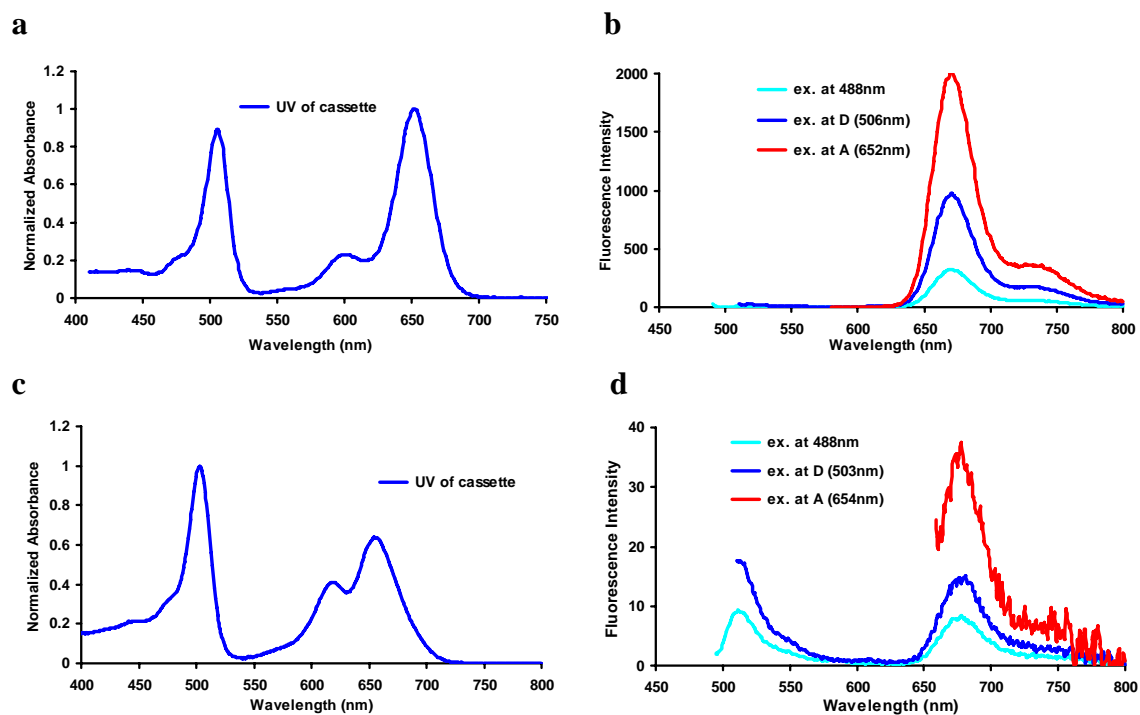 a
b
1.2
1
0.8
0.6
0.4
0.2
0
Normalized Absorbance
UV of cassette
400 450 500 550 600 650 700 750
Wavelength (nm)
2000
1500
1000
500
0
Fluorescence Intensity
ex. at 488nm
ex. at D (506nm)
ex. at A (652nm)
450 500 550 600 650 700 750 800
Wavelength (nm)
c
d
1.2
1
0.8
0.6
0.4
0.2
0
Normalized Absorbance
UV of cassette
400 450 500 550 600 650 700 750 800
Wavelength (nm)
40
30
20
10
0
Fluorescence Intensity
ex. at 488nm
ex. at D (503nm)
ex. at A (654nm)
450 500 550 600 650 700 750 800
Wavelength (nm)